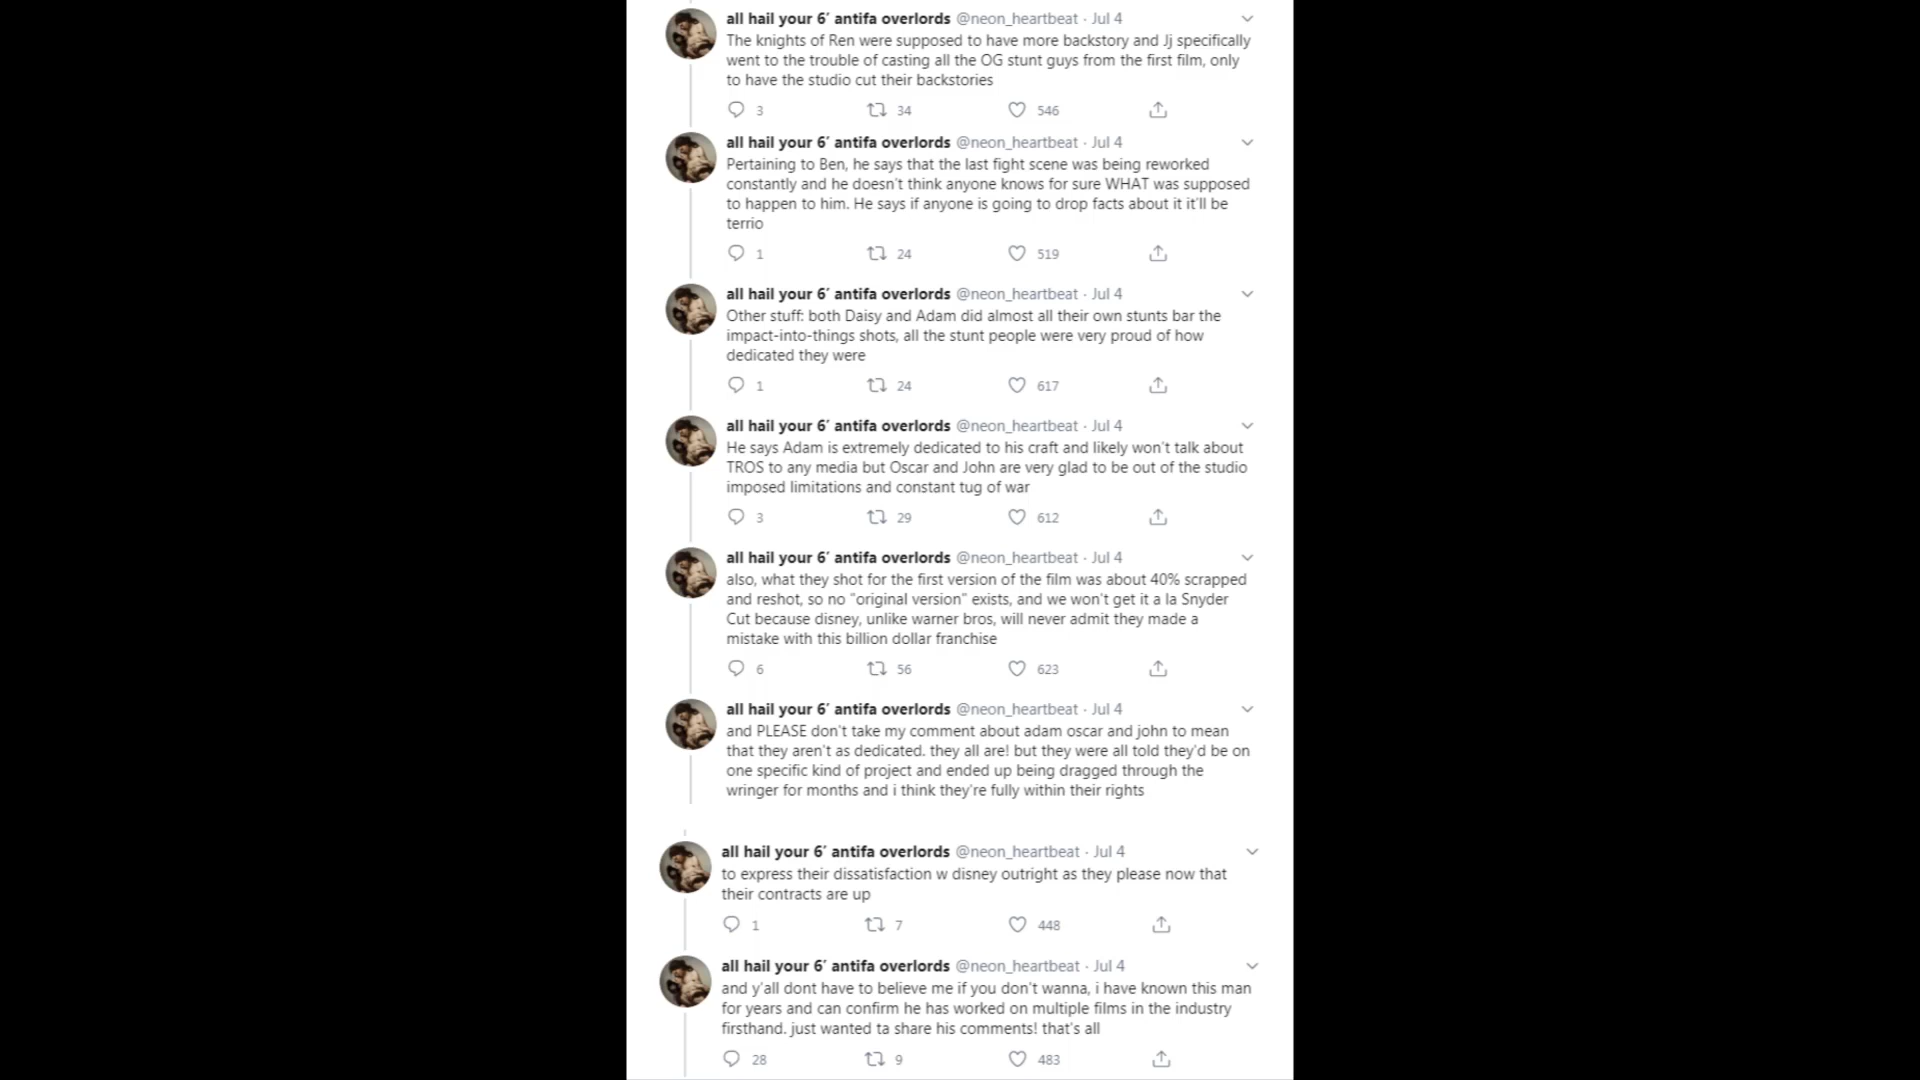 all hail your 6' antifa overlords @neon_heartbeat · Jul 4
The knights of Ren were supposed to have more backstory and Jj specifically
went to the trouble of casting all the OG stunt guys from the first film, only
to have the studio cut their backstories
3 34 546
all hail your 6' antifa overlords @neon_heartbeat · Jul 4
Pertaining to Ben, he says that the last fight scene was being reworked
constantly and he doesn't think anyone knows for sure WHAT was supposed
to happen to him. He says if anyone is going to drop facts about it it'll be
terrio
1 24 519
all hail your 6' antifa overlords @neon_heartbeat · Jul 4
Other stuff: both Daisy and Adam did almost all their own stunts bar the
impact-into-things shots, all the stunt people were very proud of how
dedicated they were
1 24 617
all hail your 6' antifa overlords @neon_heartbeat · Jul 4
He says Adam is extremely dedicated to his craft and likely won't talk about
TROS to any media but Oscar and John are very glad to be out of the studio
imposed limitations and constant tug of war
3 29 612
all hail your 6' antifa overlords @neon_heartbeat · Jul 4
also, what they shot for the first version of the film was about 40% scrapped
and reshot, so no "original version" exists, and we won't get it a la Snyder
Cut because disney, unlike warner bros, will never admit they made a
mistake with this billion dollar franchise
6 56 623
all hail your 6' antifa overlords @neon_heartbeat · Jul 4
and PLEASE don't take my comment about adam oscar and john to mean
that they aren't as dedicated. they all are! but they were all told they'd be on
one specific kind of project and ended up being dragged through the
wringer for months and i think they're fully within their rights
all hail your 6' antifa overlords @neon_heartbeat · Jul 4
to express their dissatisfaction w disney outright as they please now that
their contracts are up
1 7 448
all hail your 6' antifa overlords @neon_heartbeat · Jul 4
and y'all dont have to believe me if you don't wanna, i have known this man
for years and can confirm he has worked on multiple films in the industry
firsthand. just wanted ta share his comments! that's all
28 9 483